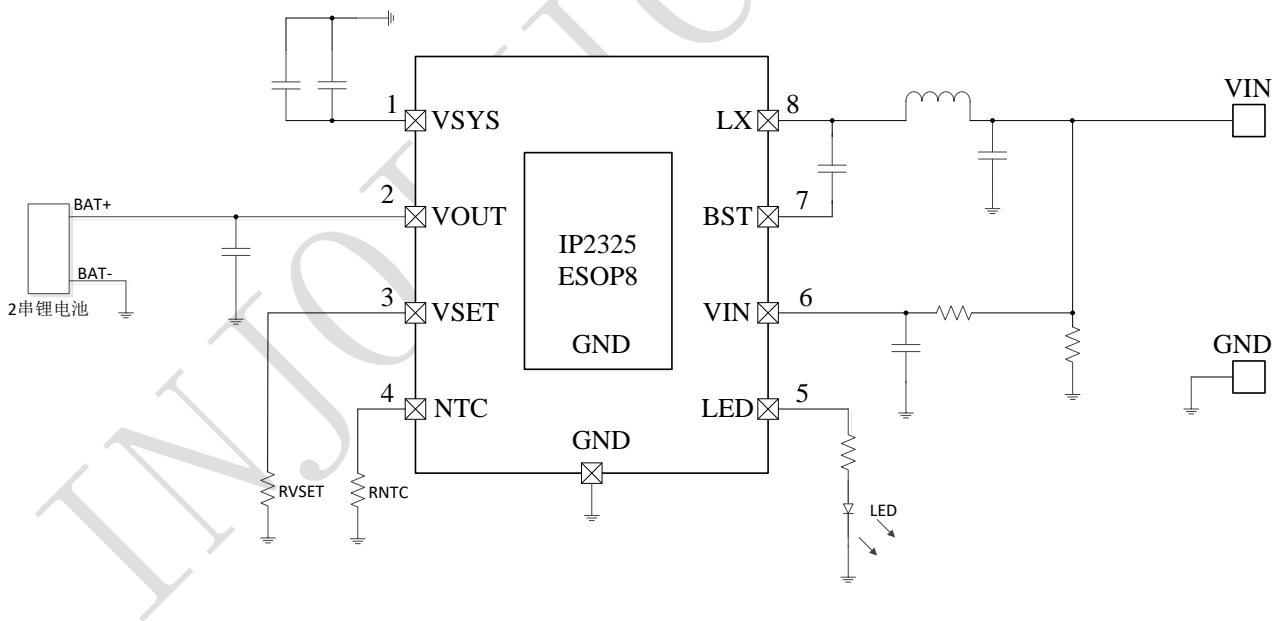 VIN
1
VSYS
LX
8
2
VOUT
BST
7
BAT+
BAT-
2串锂电池
IP2325
ESOP8
GND
3
VSET
VIN
6
GND
4
NTC
LED
5
GND
RVSET
RNTC
LED
INJO